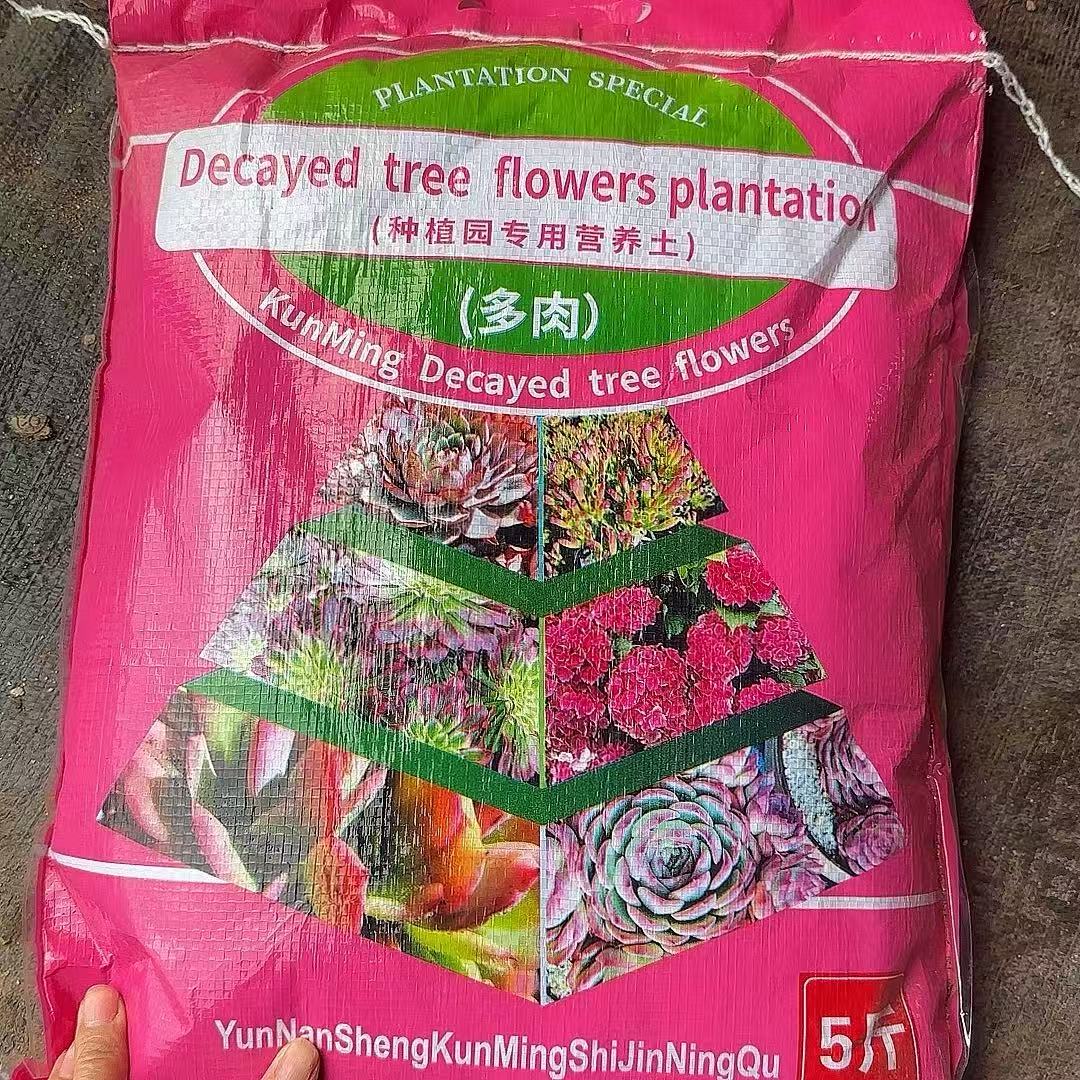 PLANTATION SPECIAL
Decayed tree flowers plantation
(种植园专用营养土)
(多肉)
KunMing Decayed tree flowers
YunNanShengKunMingShiJinNingQu
5斤